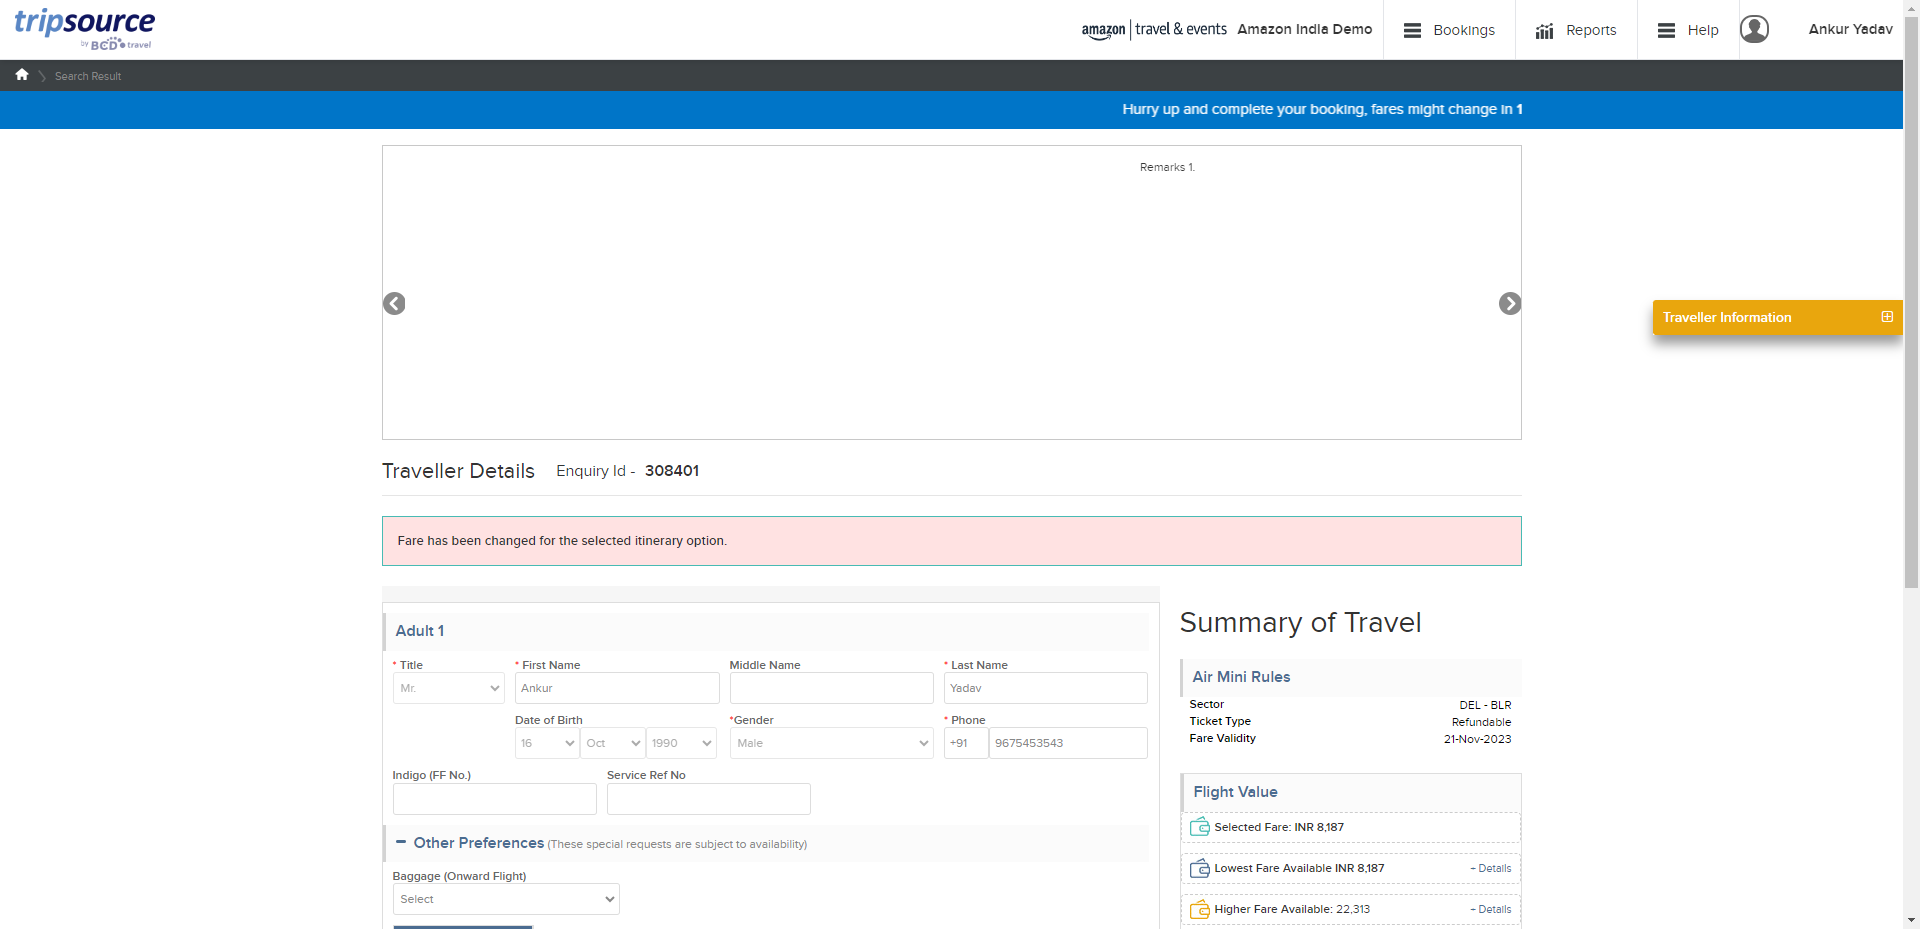 tripsource
by BCD travel
amazon travel & events Amazon India Demo Bookings Reports Help Ankur Yadav
Search Result
Hurry up and complete your booking, fares might change in 1
Remarks 1.
Traveller Information
Traveller Details Enquiry Id - 308401
Fare has been changed for the selected itinerary option.
Adult 1
* Title * First Name Middle Name * Last Name
Mr. Ankur Yadav
Date of Birth *Gender * Phone
16 Oct 1990 Male +91 9675453543
Indigo (FF No.) Service Ref No
Other Preferences (These special requests are subject to availability)
Baggage (Onward Flight)
Select
Summary of Travel
Air Mini Rules
Sector DEL - BLR
Ticket Type Refundable
Fare Validity 21-Nov-2023
Flight Value
Selected Fare: INR 8,187
Lowest Fare Available INR 8,187 + Details
Higher Fare Available: 22,313 + Details